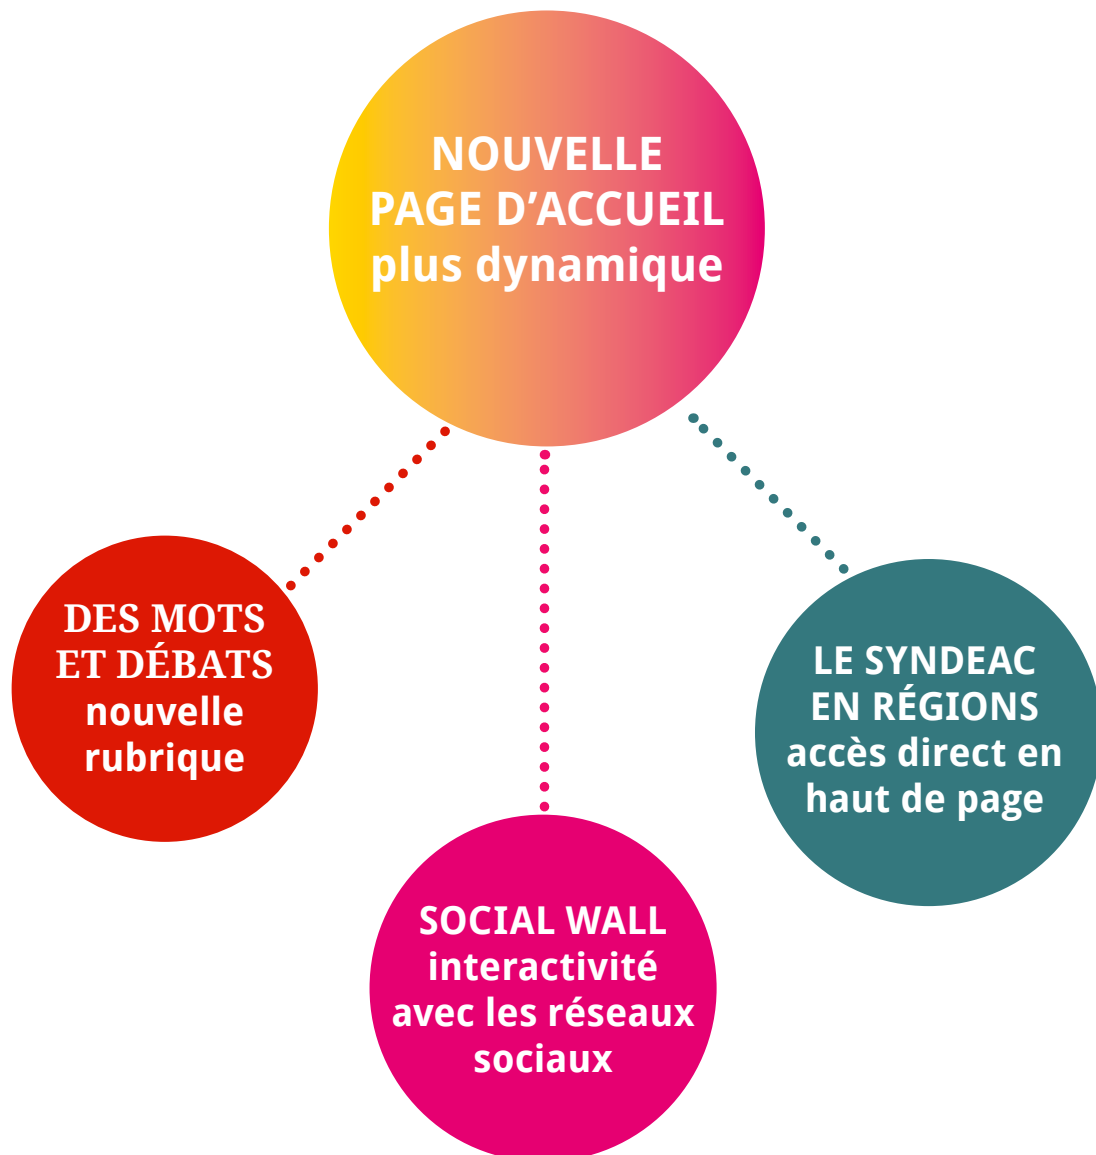 NOUVELLE
PAGE D’ACCUEIL
plus dynamique
DES MOTS
ET DÉBATS
nouvelle
rubrique
LE SYNDEAC
EN RÉGIONS
accès direct en
haut de page
SOCIAL WALL
interactivité
avec les réseaux
sociaux